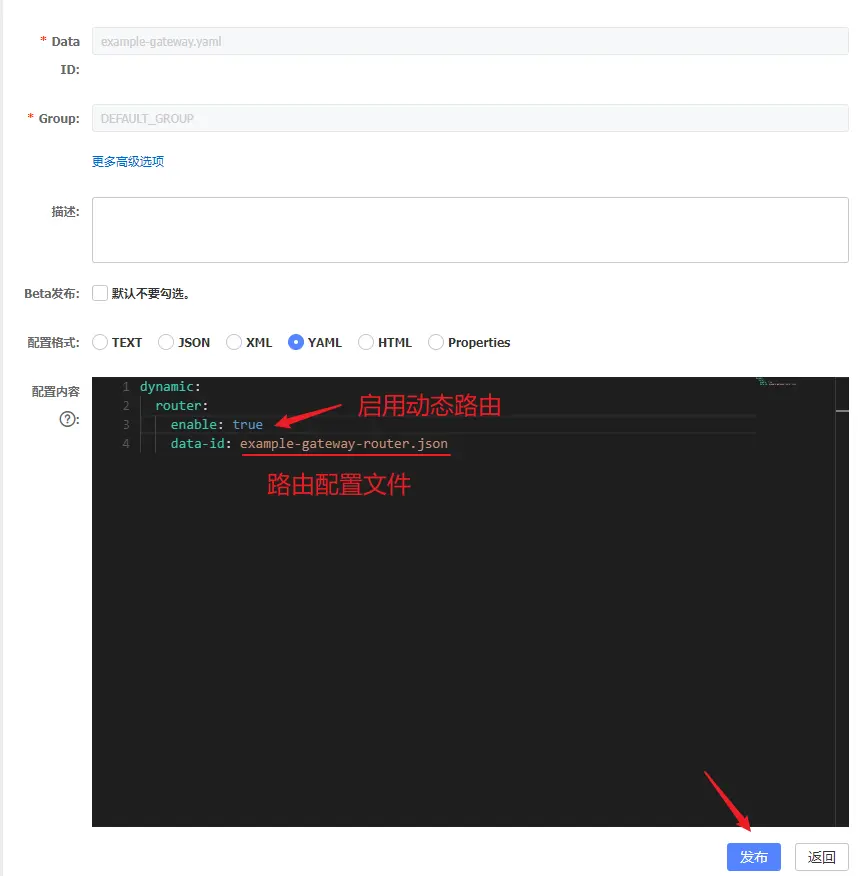 * Data ID:
example-gateway.yaml
* Group:
DEFAULT_GROUP
更多高级选项
描述:
Beta发布: 默认不要勾选。
配置格式: TEXT JSON XML YAML HTML Properties
配置内容
?:
1 dynamic:
2 router:
3 enable: true
启用动态路由
4 data-id: example-gateway-router.json
路由配置文件
发布 返回